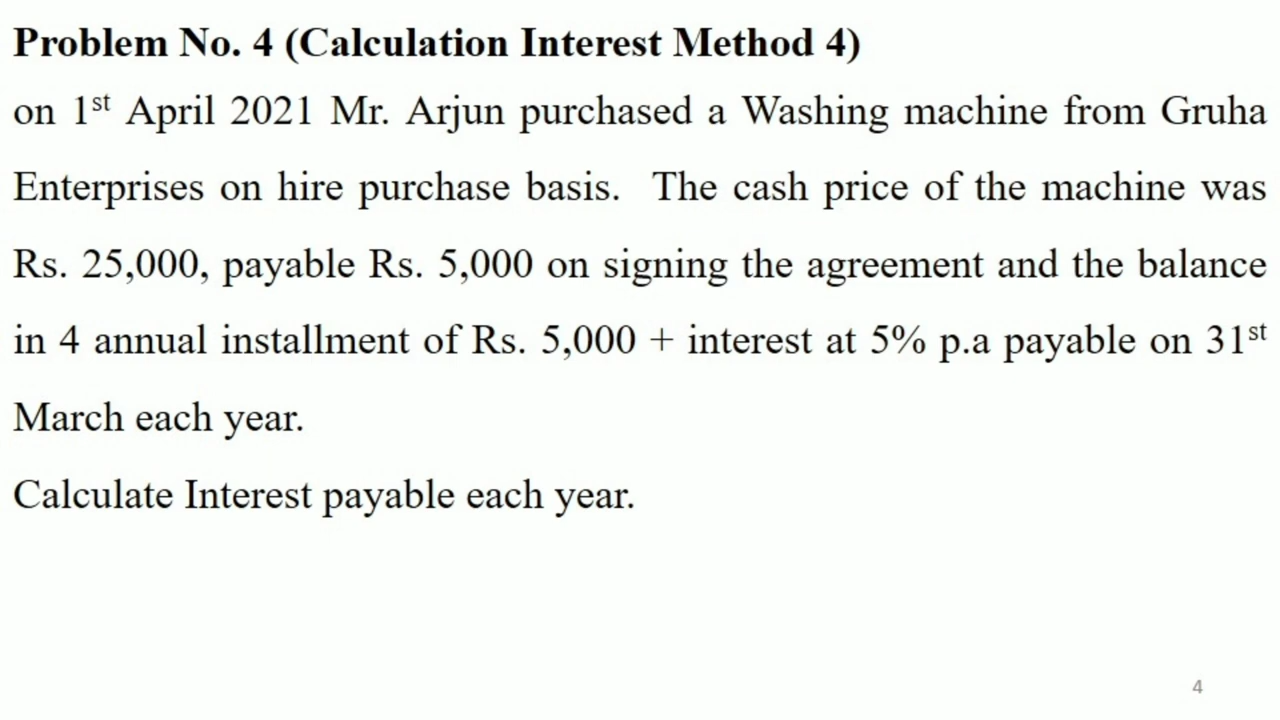 Problem No. 4 (Calculation Interest Method 4)
on 1st April 2021 Mr. Arjun purchased a Washing machine from Gruha
Enterprises on hire purchase basis. The cash price of the machine was
Rs. 25,000, payable Rs. 5,000 on signing the agreement and the balance
in 4 annual installment of Rs. 5,000 + interest at 5% p.a payable on 31st
March each year.
Calculate Interest payable each year.
4